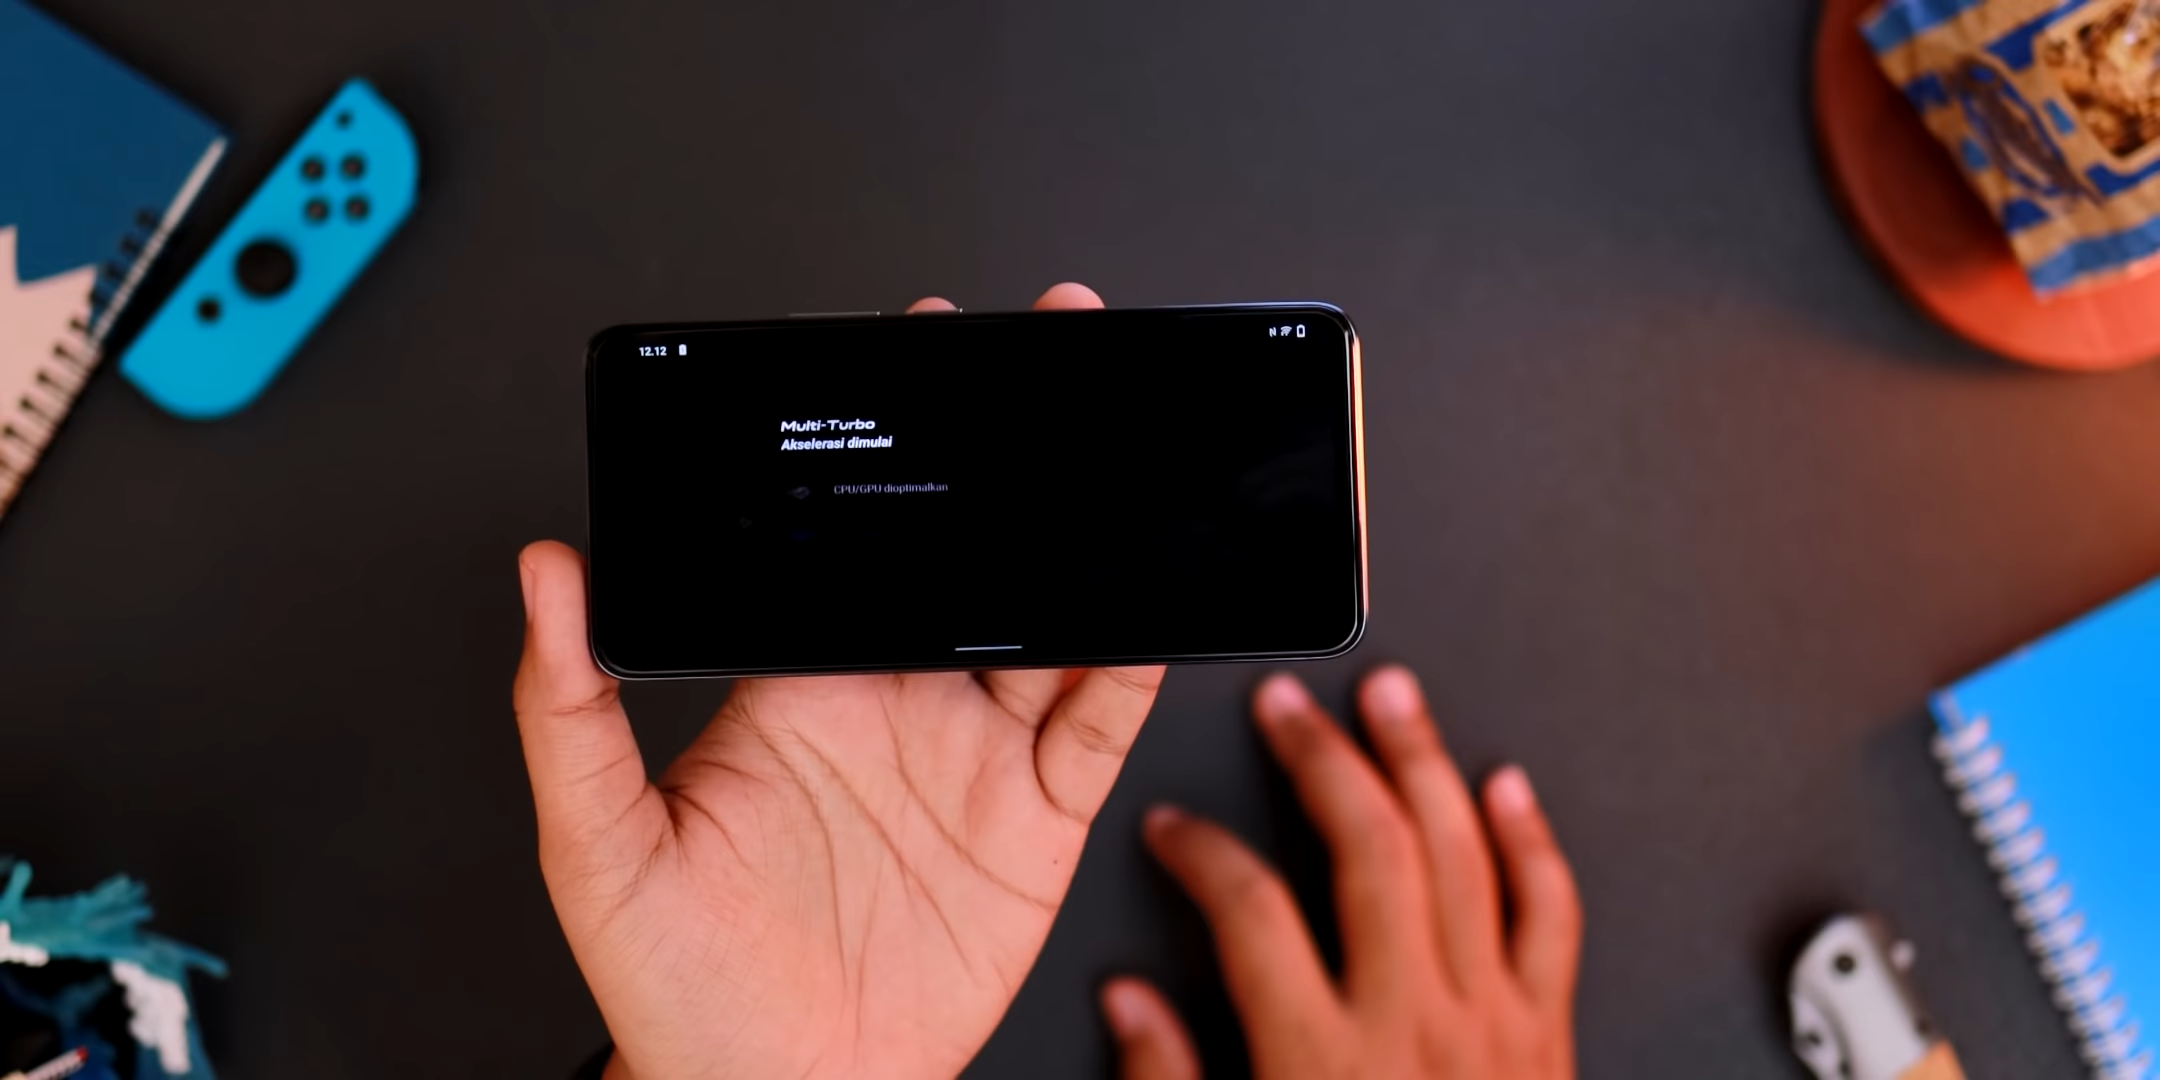 12.12
Multi-Turbo
Akselerasi dimulai
CPU/GPU dioptimalkan